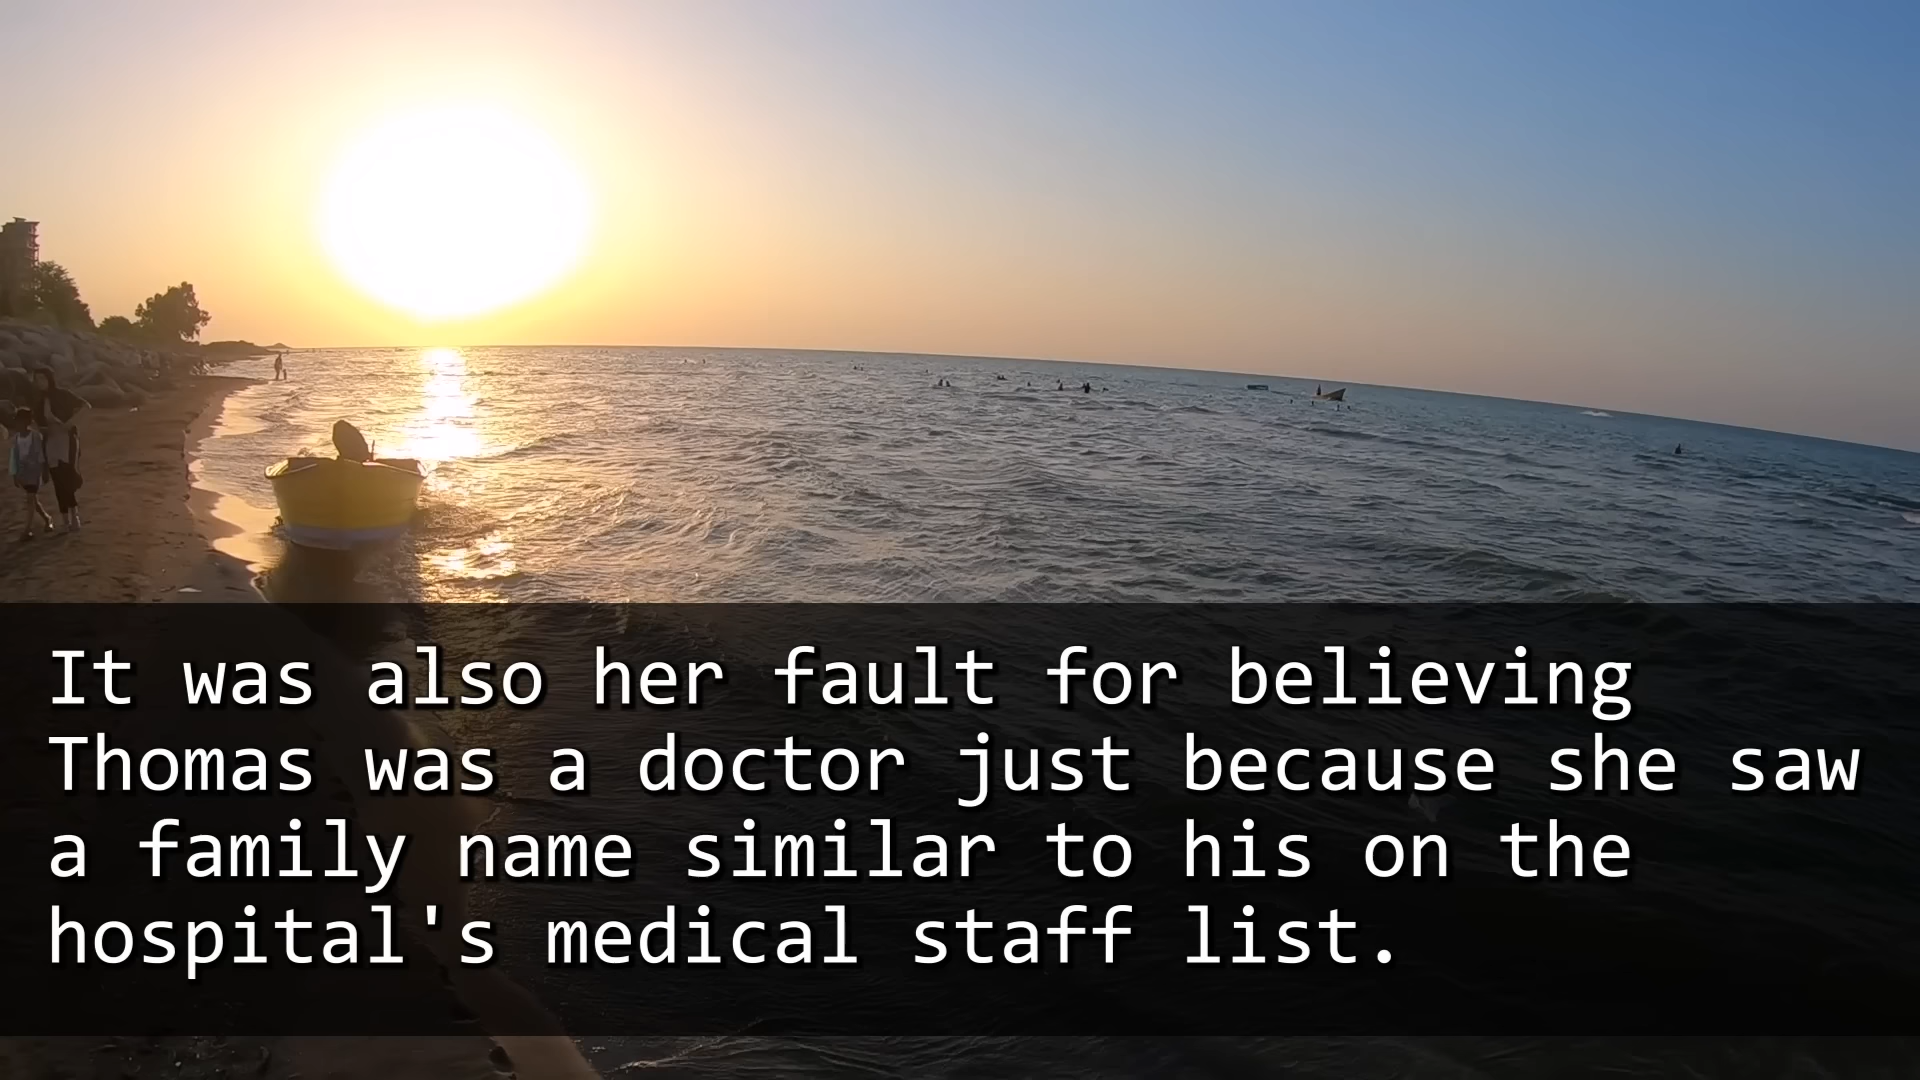 It was also her fault for believing
Thomas was a doctor just because she saw
a family name similar to his on the
hospital's medical staff list.